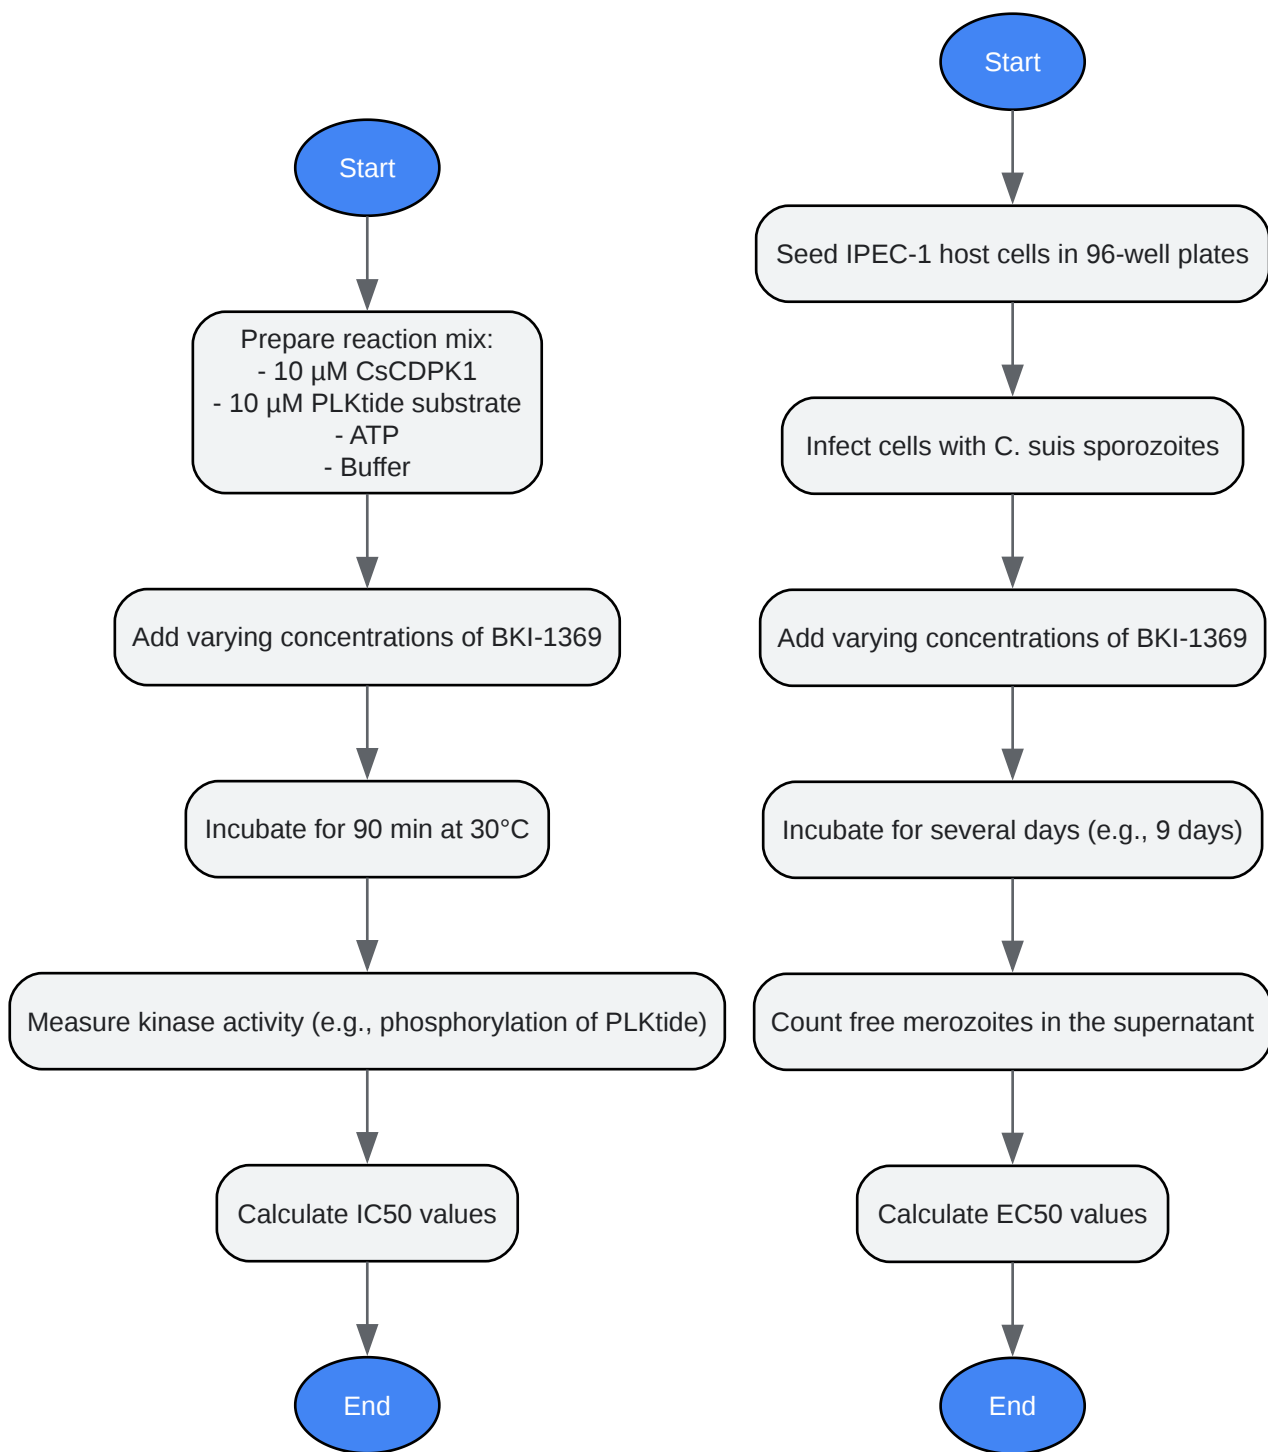 Start
Prepare reaction mix:
- 10 µM CsCDPK1
- 10 µM PLKtide substrate
- ATP
- Buffer
Add varying concentrations of BKI-1369
Incubate for 90 min at 30°C
Measure kinase activity (e.g., phosphorylation of PLKtide)
Calculate IC50 values
End
Start
Seed IPEC-1 host cells in 96-well plates
Infect cells with C. suis sporozoites
Add varying concentrations of BKI-1369
Incubate for several days (e.g., 9 days)
Count free merozoites in the supernatant
Calculate EC50 values
End